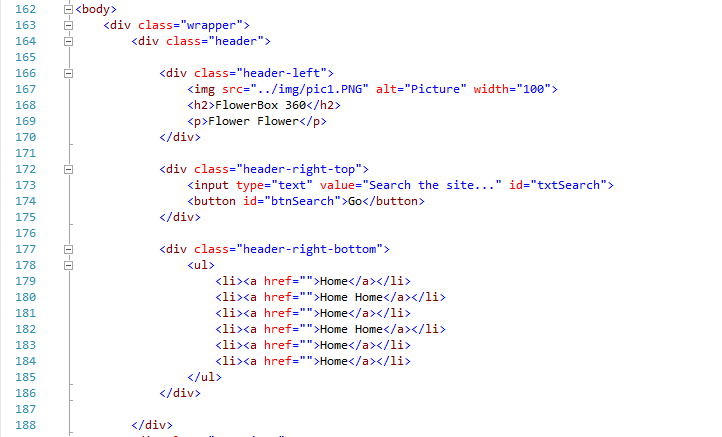 162 <body>
163 <div class="wrapper">
164 <div class="header">
165
166 <div class="header-left">
167 <img src="../img/pic1.PNG" alt="Picture" width="100">
168 <h2>FlowerBox 360</h2>
169 <p>Flower Flower</p>
170 </div>
171
172 <div class="header-right-top">
173 <input type="text" value="Search the site..." id="txtSearch">
174 <button id="btnSearch">Go</button>
175 </div>
176
177 <div class="header-right-bottom">
178 <ul>
179 <li><a href="">Home</a></li>
180 <li><a href="">Home Home</a></li>
181 <li><a href="">Home</a></li>
182 <li><a href="">Home Home</a></li>
183 <li><a href="">Home</a></li>
184 <li><a href="">Home</a></li>
185 </ul>
186 </div>
187
188 </div>